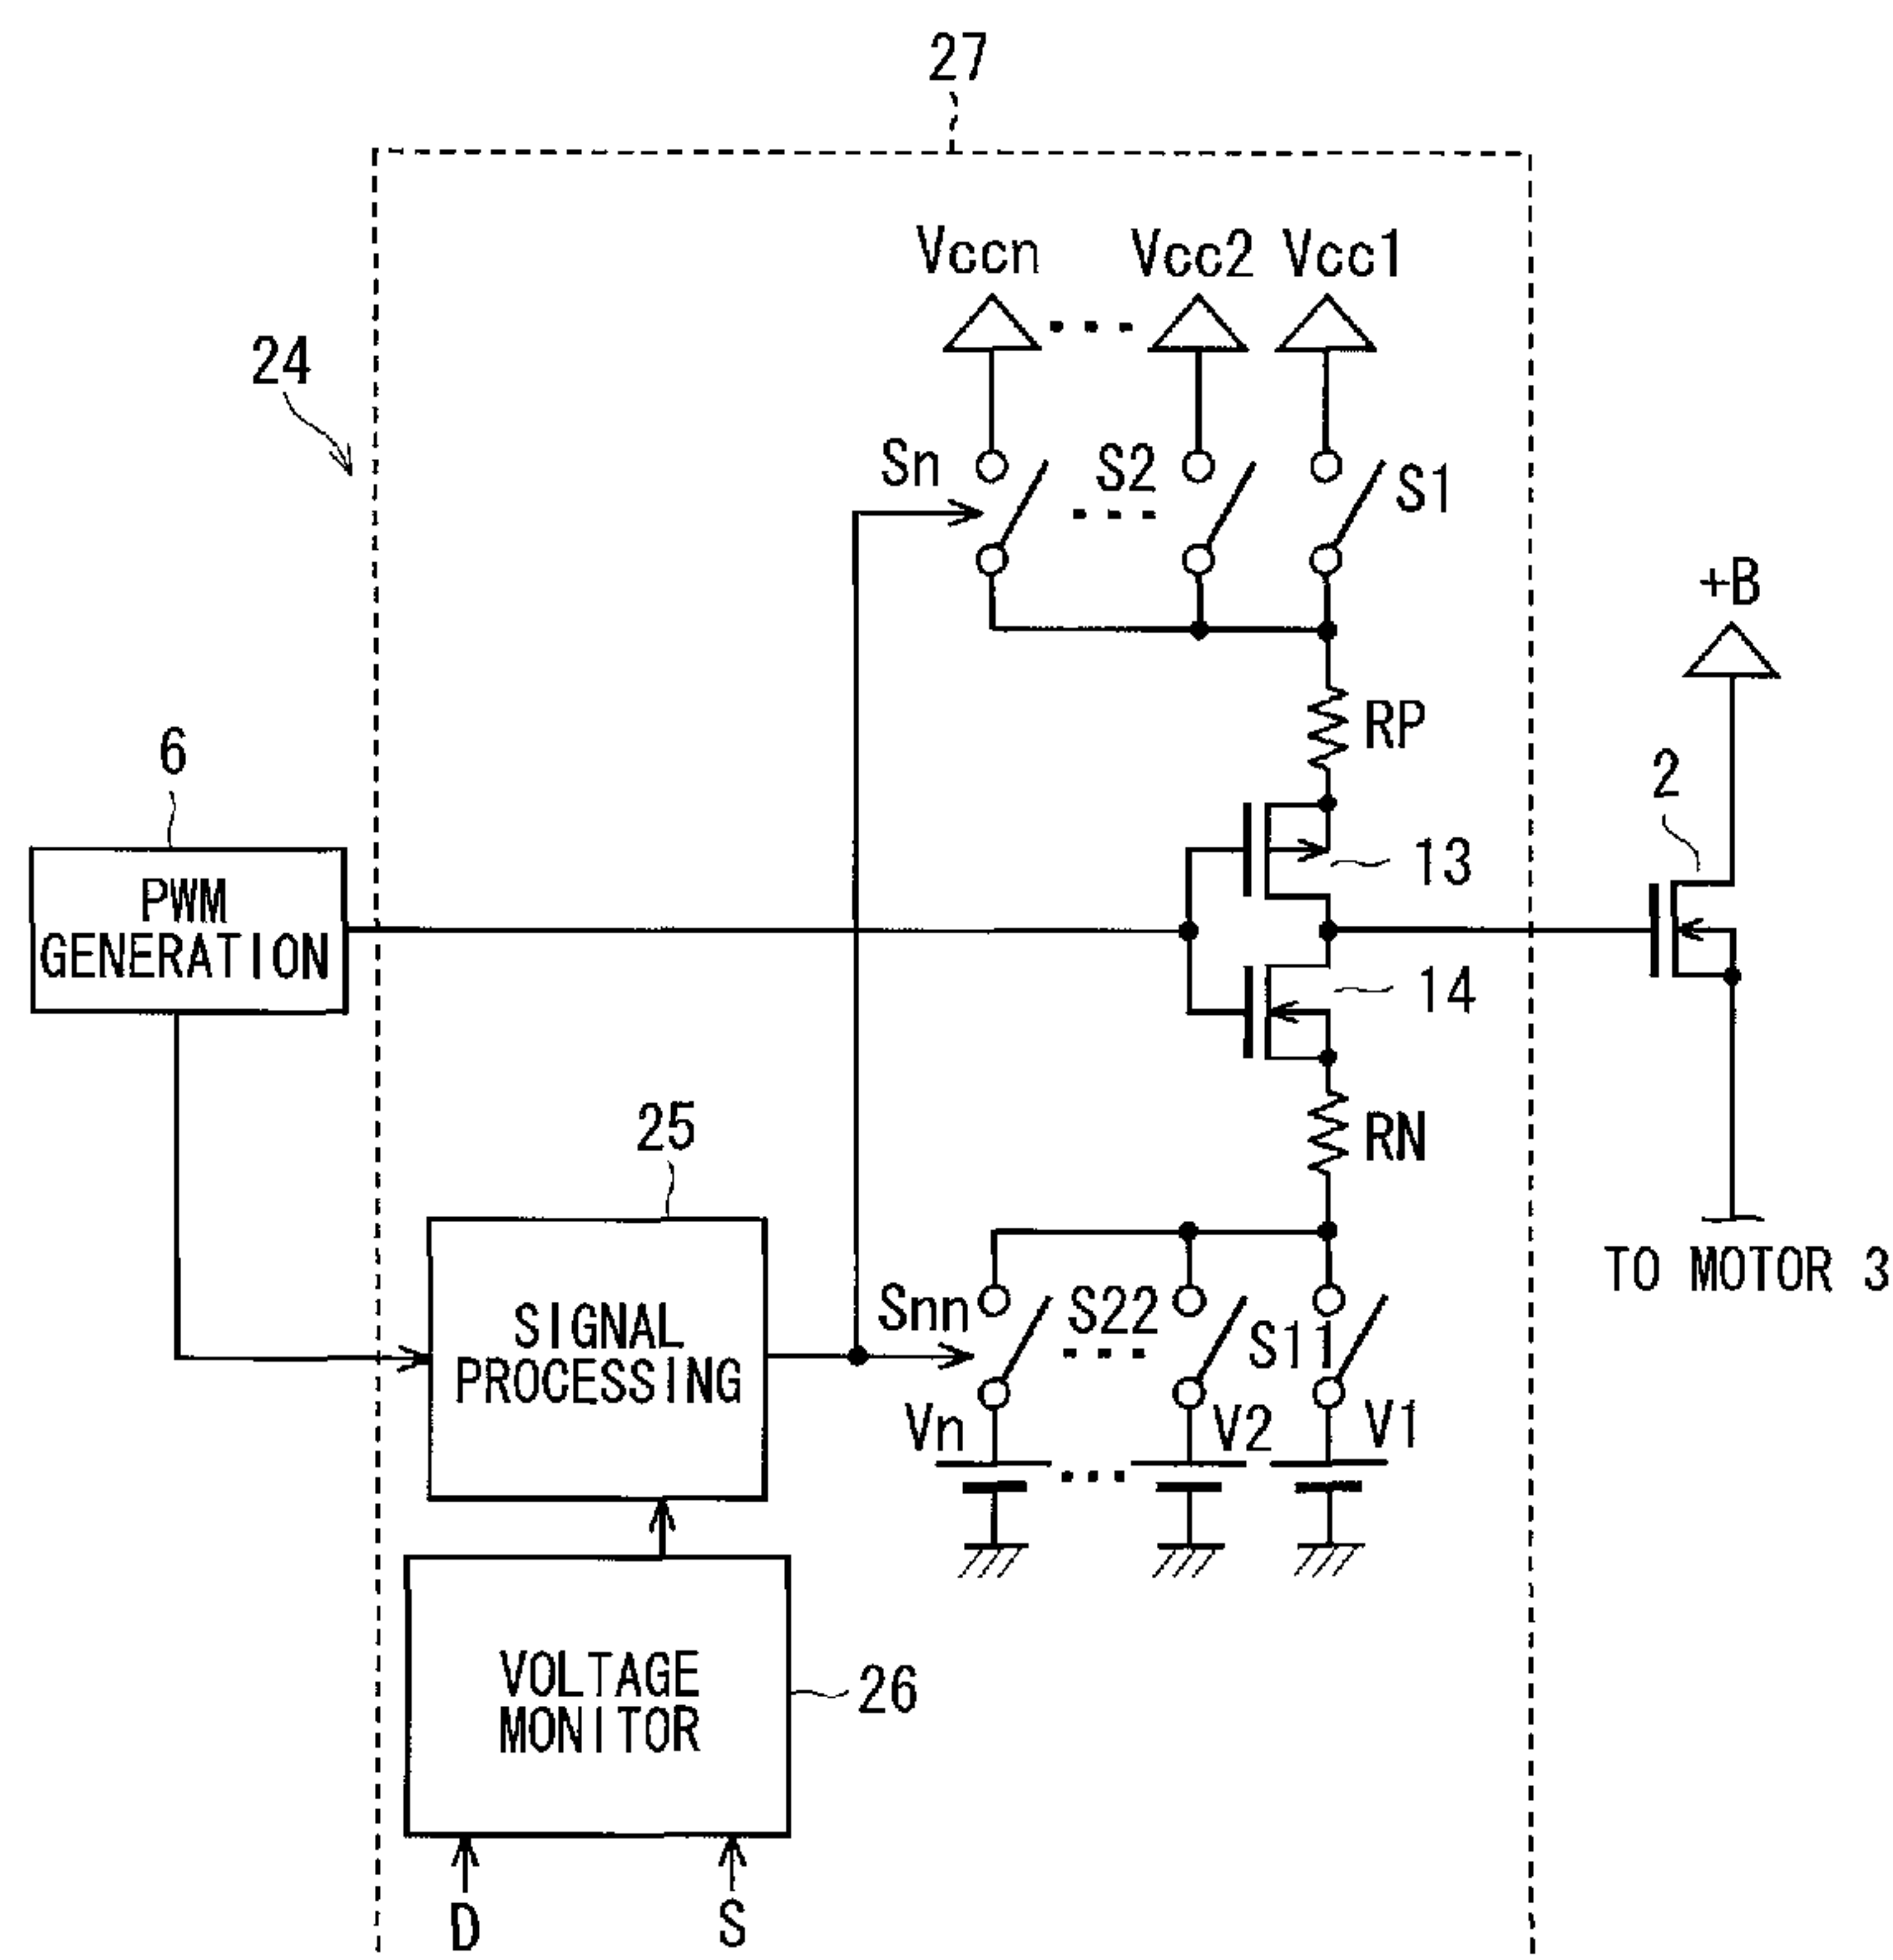 27
Vccn Vcc2 Vcc1
24
Sn S2 S1
+B
RP
6
2
PWM
GENERATION
13
14
25
RN
SIGNAL
PROCESSING
Snn S22 S11
TO MOTOR 3
Vn V2 V1
VOLTAGE
MONITOR
26
D S